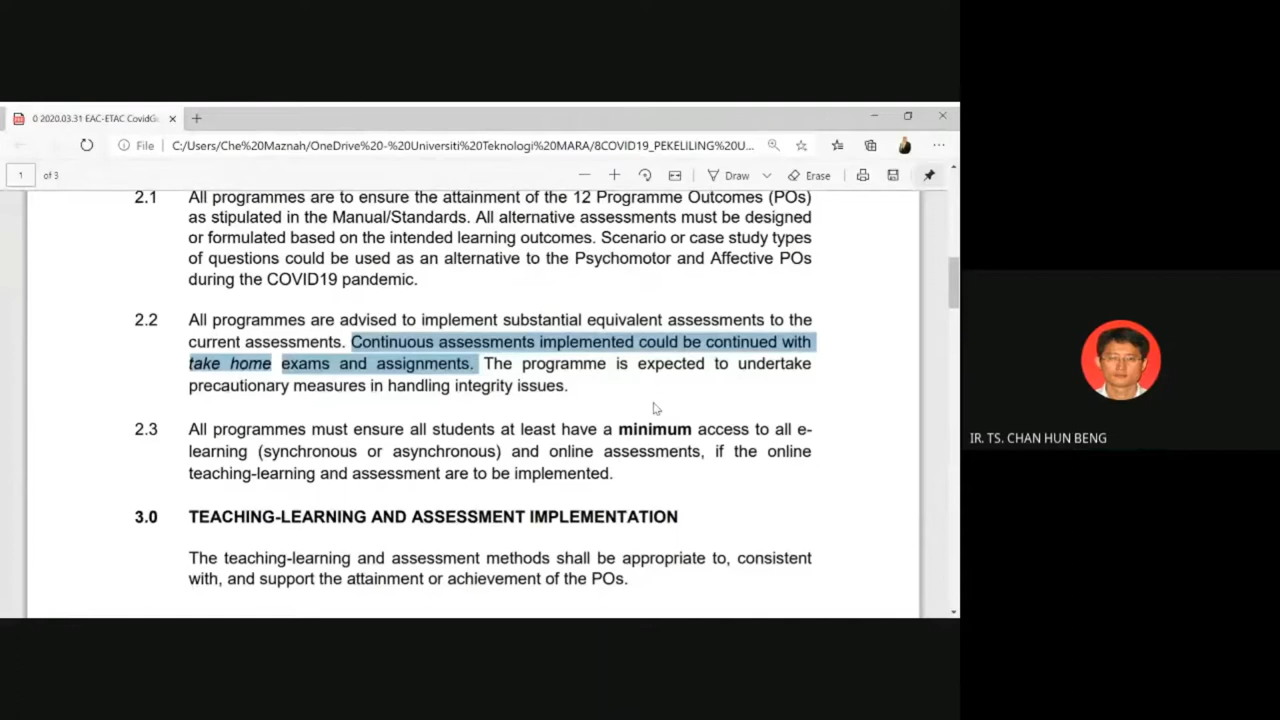 0 2020.03.31 EAC-ETAC CovidG
File
C:/Users/Che%20Maznah/OneDrive%20-%20Universiti%20Teknologi%20MARA/8COVID19_PEKELILING%20U...
1 of 3
Draw
Erase
2.1 All programmes are to ensure the attainment of the 12 Programme Outcomes (POs)
as stipulated in the Manual/Standards. All alternative assessments must be designed
or formulated based on the intended learning outcomes. Scenario or case study types
of questions could be used as an alternative to the Psychomotor and Affective POs
during the COVID19 pandemic.
2.2 All programmes are advised to implement substantial equivalent assessments to the
current assessments. Continuous assessments implemented could be continued with
take home exams and assignments. The programme is expected to undertake
precautionary measures in handling integrity issues.
2.3 All programmes must ensure all students at least have a minimum access to all e-
learning (synchronous or asynchronous) and online assessments, if the online
teaching-learning and assessment are to be implemented.
3.0 TEACHING-LEARNING AND ASSESSMENT IMPLEMENTATION
The teaching-learning and assessment methods shall be appropriate to, consistent
with, and support the attainment or achievement of the POs.
IR. TS. CHAN HUN BENG